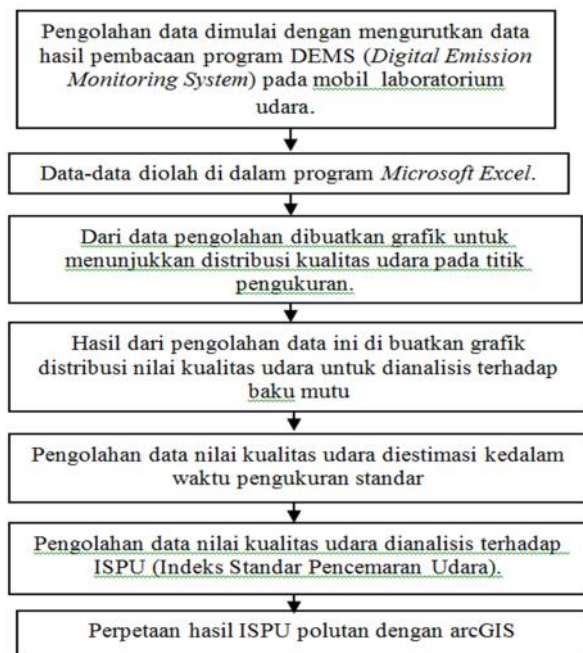 Pengolahan data dimulai dengan mengurutkan data
hasil pembacaan program DEMS (Digital Emission
Monitoring System) pada mobil laboratorium
udara.
Data-data diolah di dalam program Microsoft Excel.
Dari data pengolahan dibuatkan grafik untuk
menunjukkan distribusi kualitas udara pada titik
pengukuran.
Hasil dari pengolahan data ini di buatkan grafik
distribusi nilai kualitas udara untuk dianalisis terhadap
baku mutu
Pengolahan data nilai kualitas udara diestimasi kedalam
waktu pengukuran standar
Pengolahan data nilai kualitas udara dianalisis terhadap
ISPU (Indeks Standar Pencemaran Udara).
Perpetaan hasil ISPU polutan dengan arcGIS